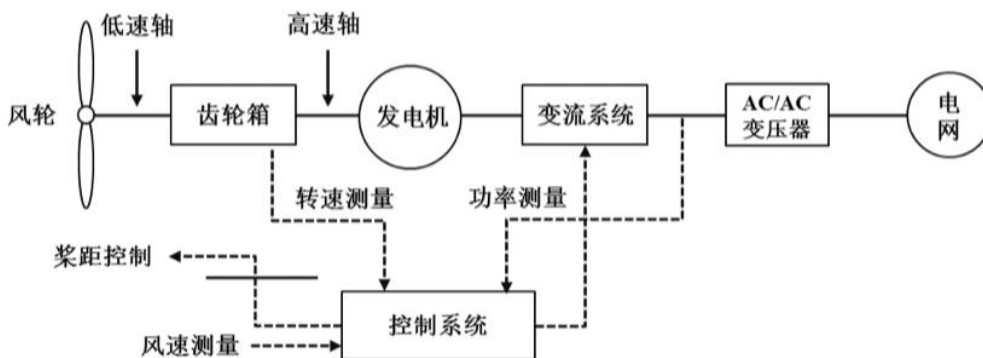 低速轴
高速轴
风轮
齿轮箱
发电机
变流系统
AC/AC
变压器
电
网
转速测量
功率测量
桨距控制
控制系统
风速测量